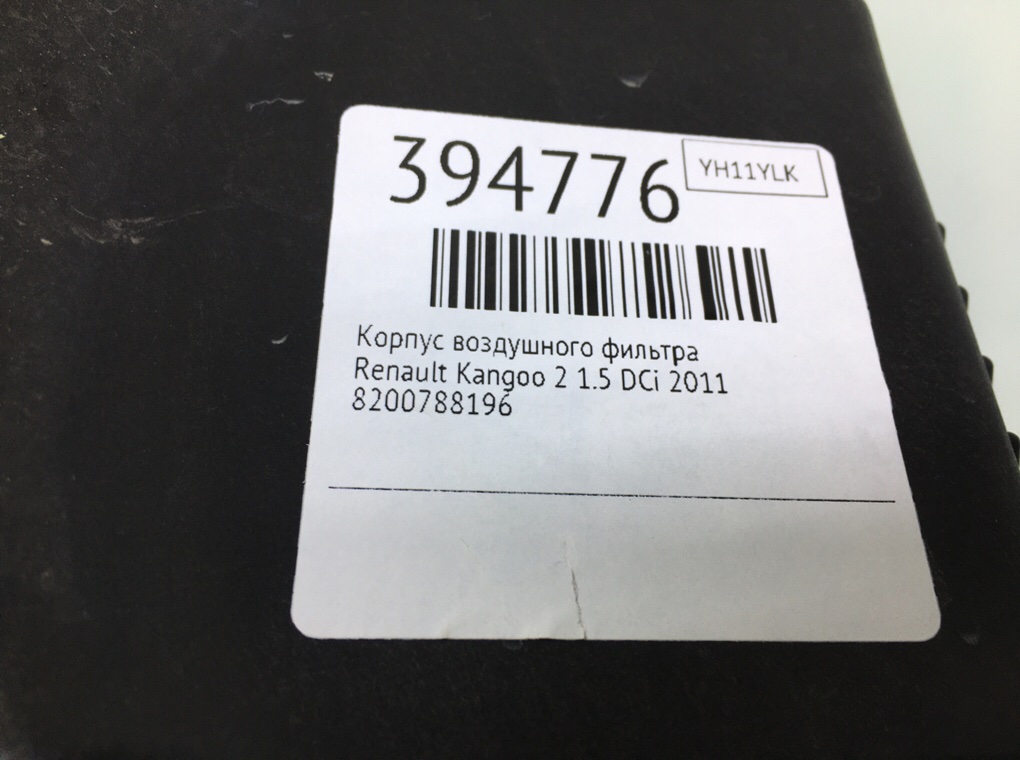 394776
YH11YLK
Корпус воздушного фильтра
Renault Kangoo 2 1.5 DCi 2011
8200788196